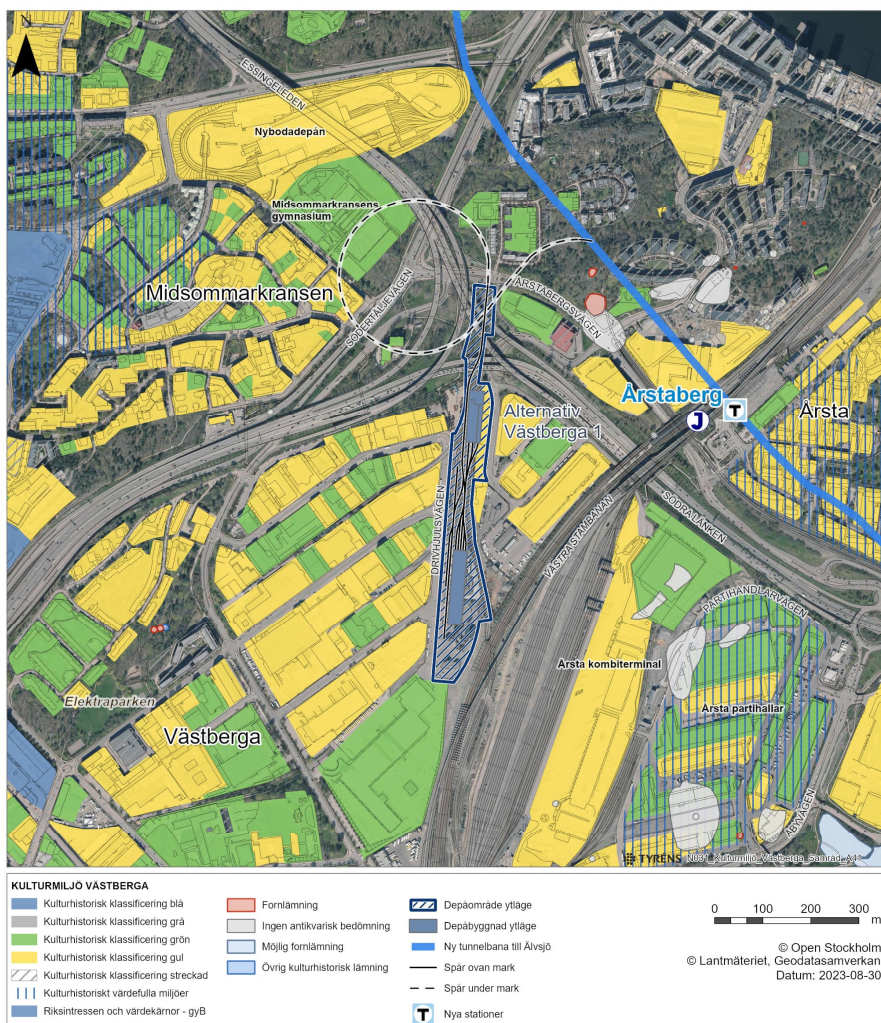 N
ESSINGELEDEN
Nybodadepån
Midsommarkransens
gymnasium
Midsommarkransen
SÖDERTÄLJEVÄGEN
ÅRSTABERGSVÄGEN
Årstaberg
J
T
Årsta
Alternativ
Västberga 1
DRIVHJULSVÄGEN
VÄSTRA STAMBANAN
SÖDRA LÄNKEN
PARTIHANDLARVÄGEN
Årsta kombiterminal
Årsta partihallar
Elektraparken
Västberga
ÅBYVÄGEN
TYRÉNS
KULTURMILJÖ VÄSTBERGA
Kulturhistorisk klassificering blå
Kulturhistorisk klassificering grå
Kulturhistorisk klassificering grön
Kulturhistorisk klassificering gul
Kulturhistorisk klassificering streckad
Kulturhistoriskt värdefulla miljöer
Riksintressen och värdekärnor - gyB
Fornlämning
Ingen antikvarisk bedömning
Möjlig fornlämning
Övrig kulturhistorisk lämning
Depåområde ytläge
Depåbyggnad ytläge
Ny tunnelbana till Älvsjö
Spår ovan mark
Spår under mark
T Nya stationer
0 100 200 300
m
© Open Stockholm
© Lantmäteriet, Geodatasamverkan
Datum: 2023-08-30